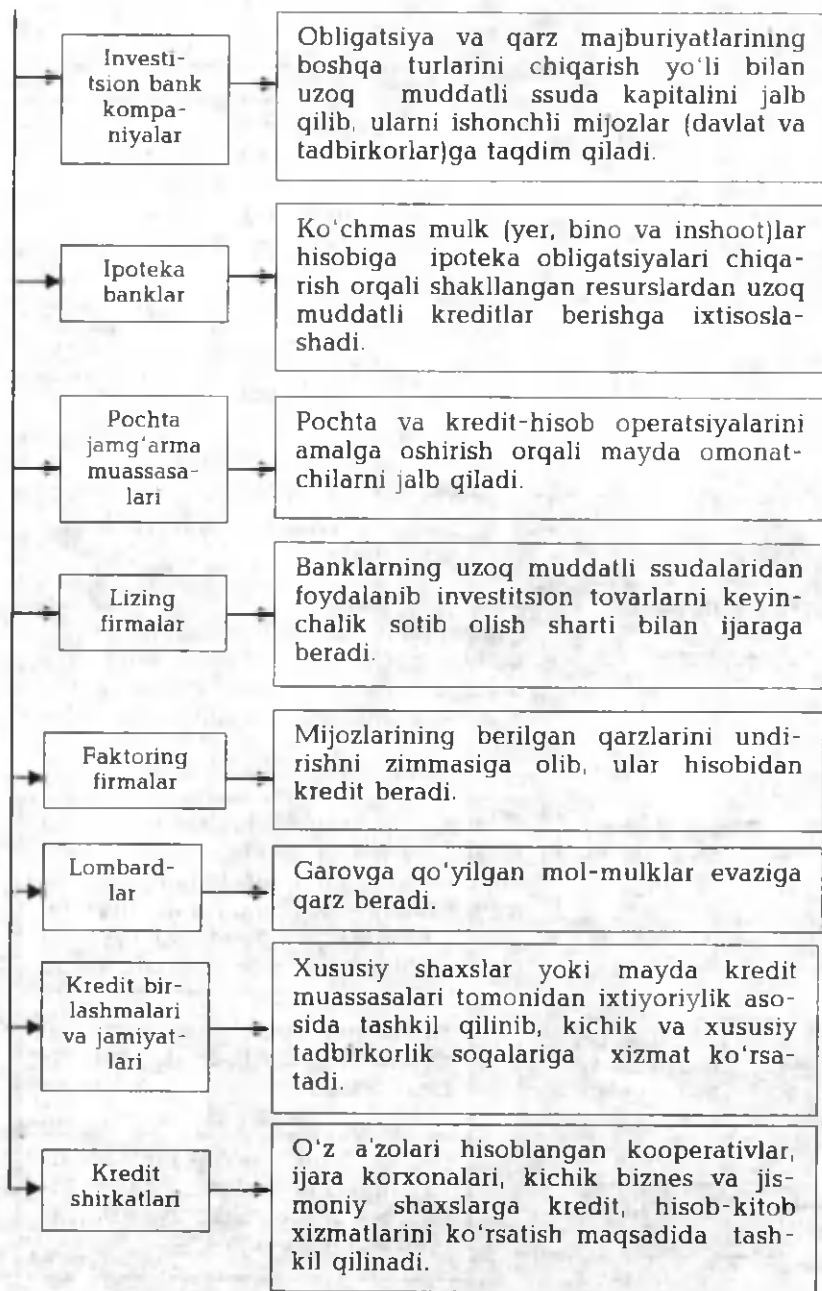 Investi-
tsion bank
kompa-
niyalar
Obligatsiya va qarz majburiyatlarining
boshqa turlarini chiqarish yo‘li bilan
uzoq muddatli ssuda kapitalini jalb
qilib, ularni ishonchli mijozlar (davlat va
tadbirkorlar)ga taqdim qiladi.
Ipoteka
banklar
Ko‘chmas mulk (yer, bino va inshoot)lar
hisobiga ipoteka obligatsiyalari chiqa-
rish orqali shakllangan resurslardan uzoq
muddatli kreditlar berishga ixtisosla-
shadi.
Pochta
jamg‘arma
muassasa-
lari
Pochta va kredit-hisob operatsiyalarini
amalga oshirish orqali mayda omonat-
chilarni jalb qiladi.
Lizing
firmalar
Banklarning uzoq muddatli ssudalaridan
foydalanib investitsion tovarlarni keyin-
chalik sotib olish sharti bilan ijaraga
beradi.
Faktoring
firmalar
Mijozlarining berilgan qarzlarini undi-
rishni zimmasiga olib, ular hisobidan
kredit beradi.
Lombard-
lar
Garovga qo‘yilgan mol-mulklar evaziga
qarz beradi.
Kredit bir-
lashmalari
va jamiyat-
lari
Xususiy shaxslar yoki mayda kredit
muassasalari tomonidan ixtiyoriylik aso-
sida tashkil qilinib, kichik va xususiy
tadbirkorlik soqalariga xizmat ko‘rsa-
tadi.
Kredit
shirkatlari
O‘z a’zolari hisoblangan kooperativlar,
ijara korxonalari, kichik biznes va jis-
moniy shaxslarga kredit, hisob-kitob
xizmatlarini ko‘rsatish maqsadida tash-
kil qilinadi.